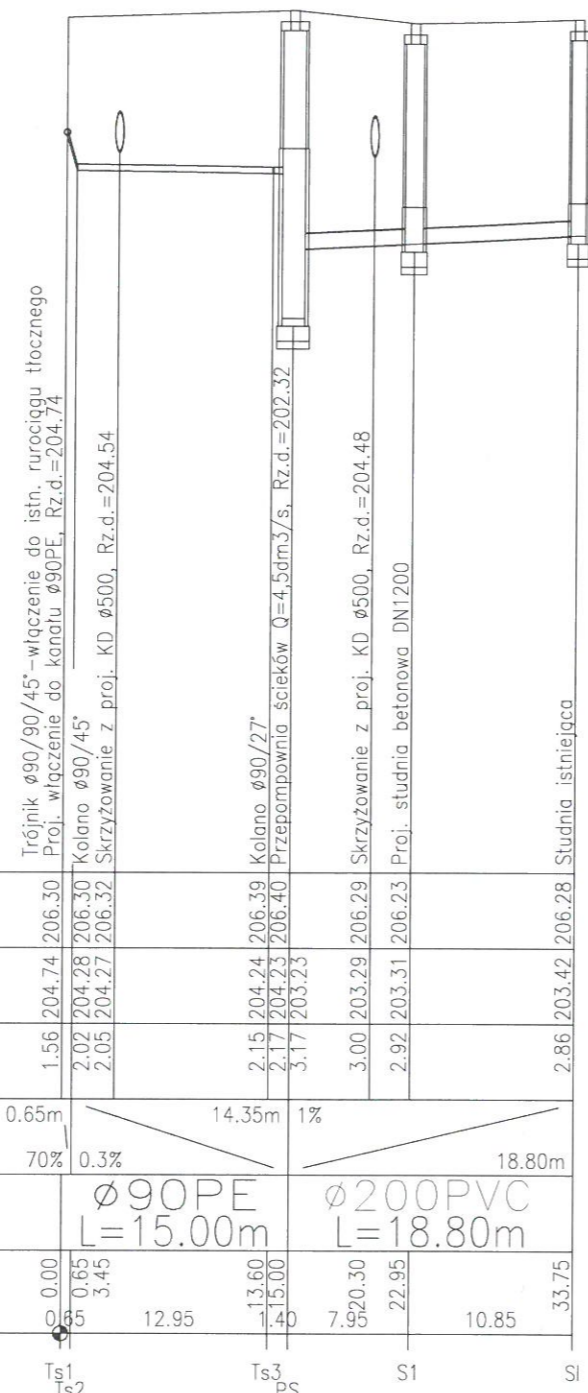 Trójnik ø90/90/45°-włączenie do istn. rurociągu tłocznego
Proj. włączenie do kanału ø90PE, Rz.d.=204.74
Kolano ø90/45°
Skrzyżowanie z proj. KD ø500, Rz.d.=204.54
Kolano ø90/27°
Przepompownia ścieków Q=4,5dm3/s, Rz.d.=202.32
Skrzyżowanie z proj. KD ø500, Rz.d.=204.48
Proj. studnia betonowa DN1200
Studnia istniejąca
206.30 206.30 206.32 206.39 206.40 206.29 206.23 206.28
204.74 204.28 204.27 204.24 204.23 203.23 203.29 203.31 203.42
1.56 2.02 2.05 2.15 2.17 3.17 3.00 2.92 2.86
0.65m 14.35m 1%
70% 0.3% 18.80m
ø90PE ø200PVC
L=15.00m L=18.80m
0.00 0.65 3.45 13.60 15.00 20.30 22.95 33.75
0.65 12.95 1.40 7.95 10.85
Ts1 Ts3 S1 SI
Ts2 PS